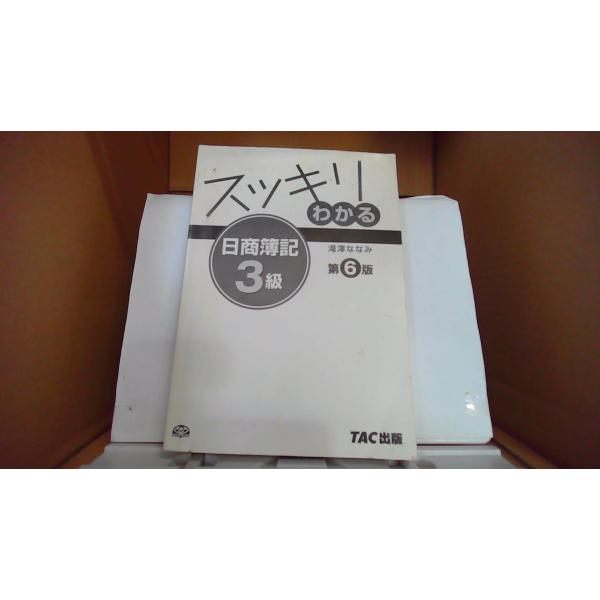 スッキリ
わかる
日商簿記
3級
滝澤ななみ
第6版
TAC出版